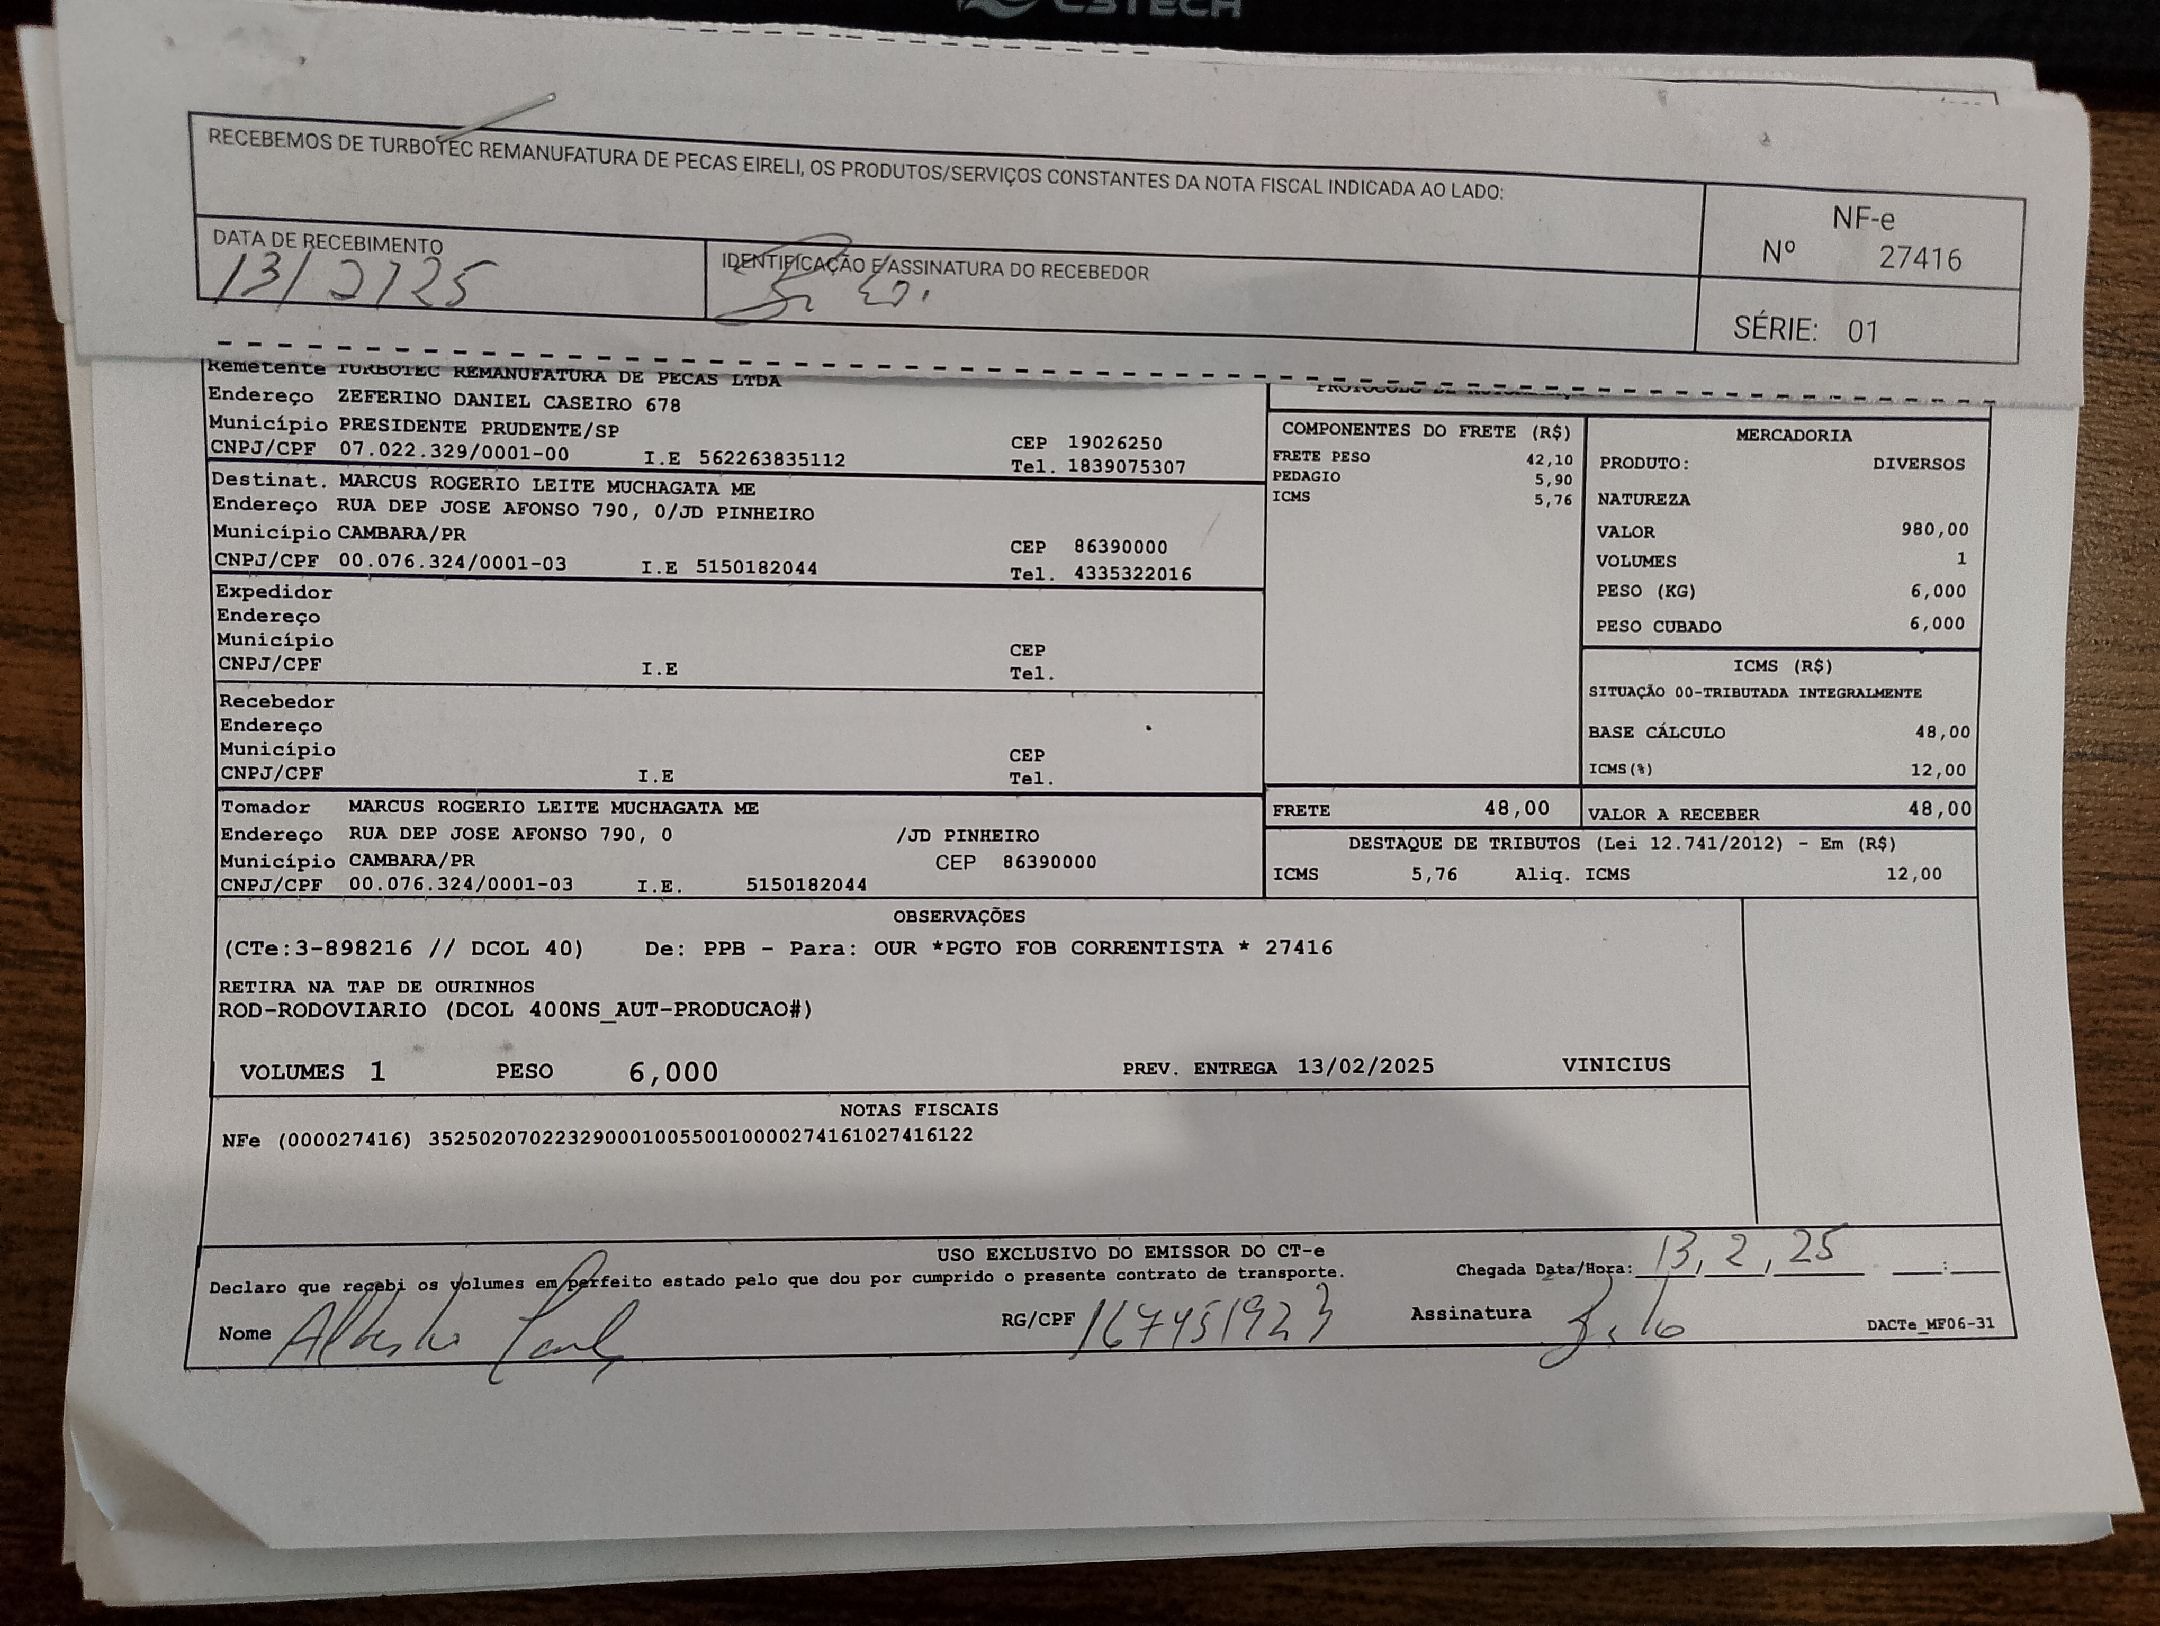 CSTECH
RECEBEMOS DE TURBOTEC REMANUFATURA DE PECAS EIRELI, OS PRODUTOS/SERVIÇOS CONSTANTES DA NOTA FISCAL INDICADA AO LADO:
NF-e
Nº 27416
SÉRIE: 01
DATA DE RECEBIMENTO
13/2/25
IDENTIFICAÇÃO E ASSINATURA DO RECEBEDOR
Remetente TURBOTEC REMANUFATURA DE PECAS LTDA
Endereço ZEFERINO DANIEL CASEIRO 678
Município PRESIDENTE PRUDENTE/SP CEP 19026250
CNPJ/CPF 07.022.329/0001-00 I.E 562263835112 Tel. 1839075307
Destinat. MARCUS ROGERIO LEITE MUCHAGATA ME
Endereço RUA DEP JOSE AFONSO 790, 0/JD PINHEIRO
Município CAMBARA/PR CEP 86390000
CNPJ/CPF 00.076.324/0001-03 I.E 5150182044 Tel. 4335322016
Expedidor
Endereço
Município CEP
CNPJ/CPF I.E Tel.
Recebedor
Endereço
Município CEP
CNPJ/CPF I.E Tel.
Tomador MARCUS ROGERIO LEITE MUCHAGATA ME
Endereço RUA DEP JOSE AFONSO 790, 0 /JD PINHEIRO
Município CAMBARA/PR CEP 86390000
CNPJ/CPF 00.076.324/0001-03 I.E. 5150182044
COMPONENTES DO FRETE (R$)
FRETE PESO 42,10
PEDAGIO 5,90
ICMS 5,76
FRETE 48,00
MERCADORIA
PRODUTO: DIVERSOS
NATUREZA
VALOR 980,00
VOLUMES 1
PESO (KG) 6,000
PESO CUBADO 6,000
ICMS (R$)
SITUAÇÃO 00-TRIBUTADA INTEGRALMENTE
BASE CÁLCULO 48,00
ICMS(%) 12,00
VALOR A RECEBER 48,00
DESTAQUE DE TRIBUTOS (Lei 12.741/2012) - Em (R$)
ICMS 5,76 Aliq. ICMS 12,00
OBSERVAÇÕES
(CTe:3-898216 // DCOL 40) De: PPB - Para: OUR *PGTO FOB CORRENTISTA * 27416
RETIRA NA TAP DE OURINHOS
ROD-RODOVIARIO (DCOL 400NS_AUT-PRODUCAO#)
VOLUMES 1 PESO 6,000 PREV. ENTREGA 13/02/2025 VINICIUS
NOTAS FISCAIS
NFe (000027416) 35250207022329000100550010000274161027416122
USO EXCLUSIVO DO EMISSOR DO CT-e
Declaro que recebi os volumes em perfeito estado pelo que dou por cumprido o presente contrato de transporte.
Chegada Data/Hora: 13, 2, 25 __:__
Nome RG/CPF 167451923 Assinatura
DACTe_MF06-31